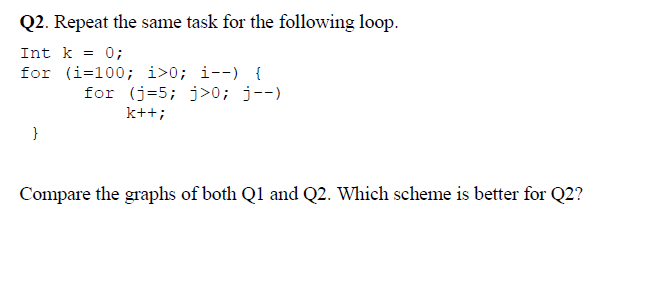 Q2. Repeat the same task for the following loop.
Int k = 0;
for (i=100; i>0; i--) {
for (j=5; j>0; j--)
k++;
}
Compare the graphs of both Q1 and Q2. Which scheme is better for Q2?